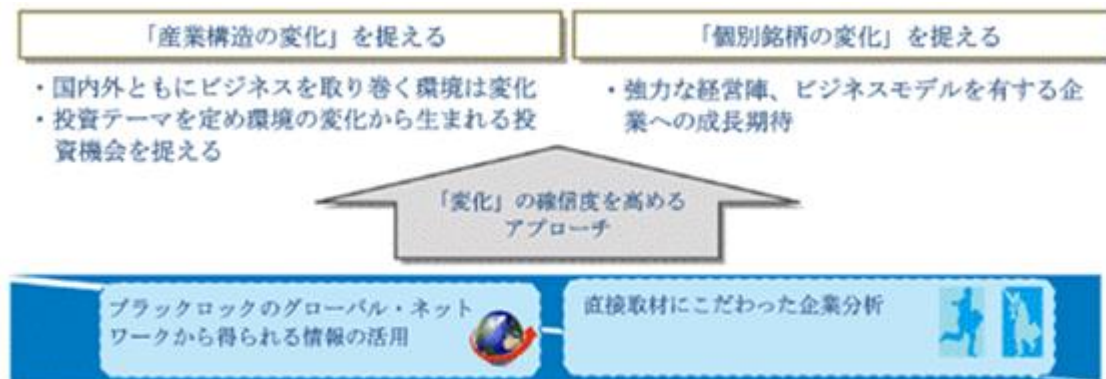 「産業構造の変化」を捉える
・国内外ともにビジネスを取り巻く環境は変化
・投資テーマを定め環境の変化から生まれる投
資機会を捉える
「個別銘柄の変化」を捉える
・強力な経営陣、ビジネスモデルを有する企
業への成長期待
「変化」の確信度を高める
アプローチ
ブラックロックのグローバル・ネット
ワークから得られる情報の活用
直接取材にこだわった企業分析